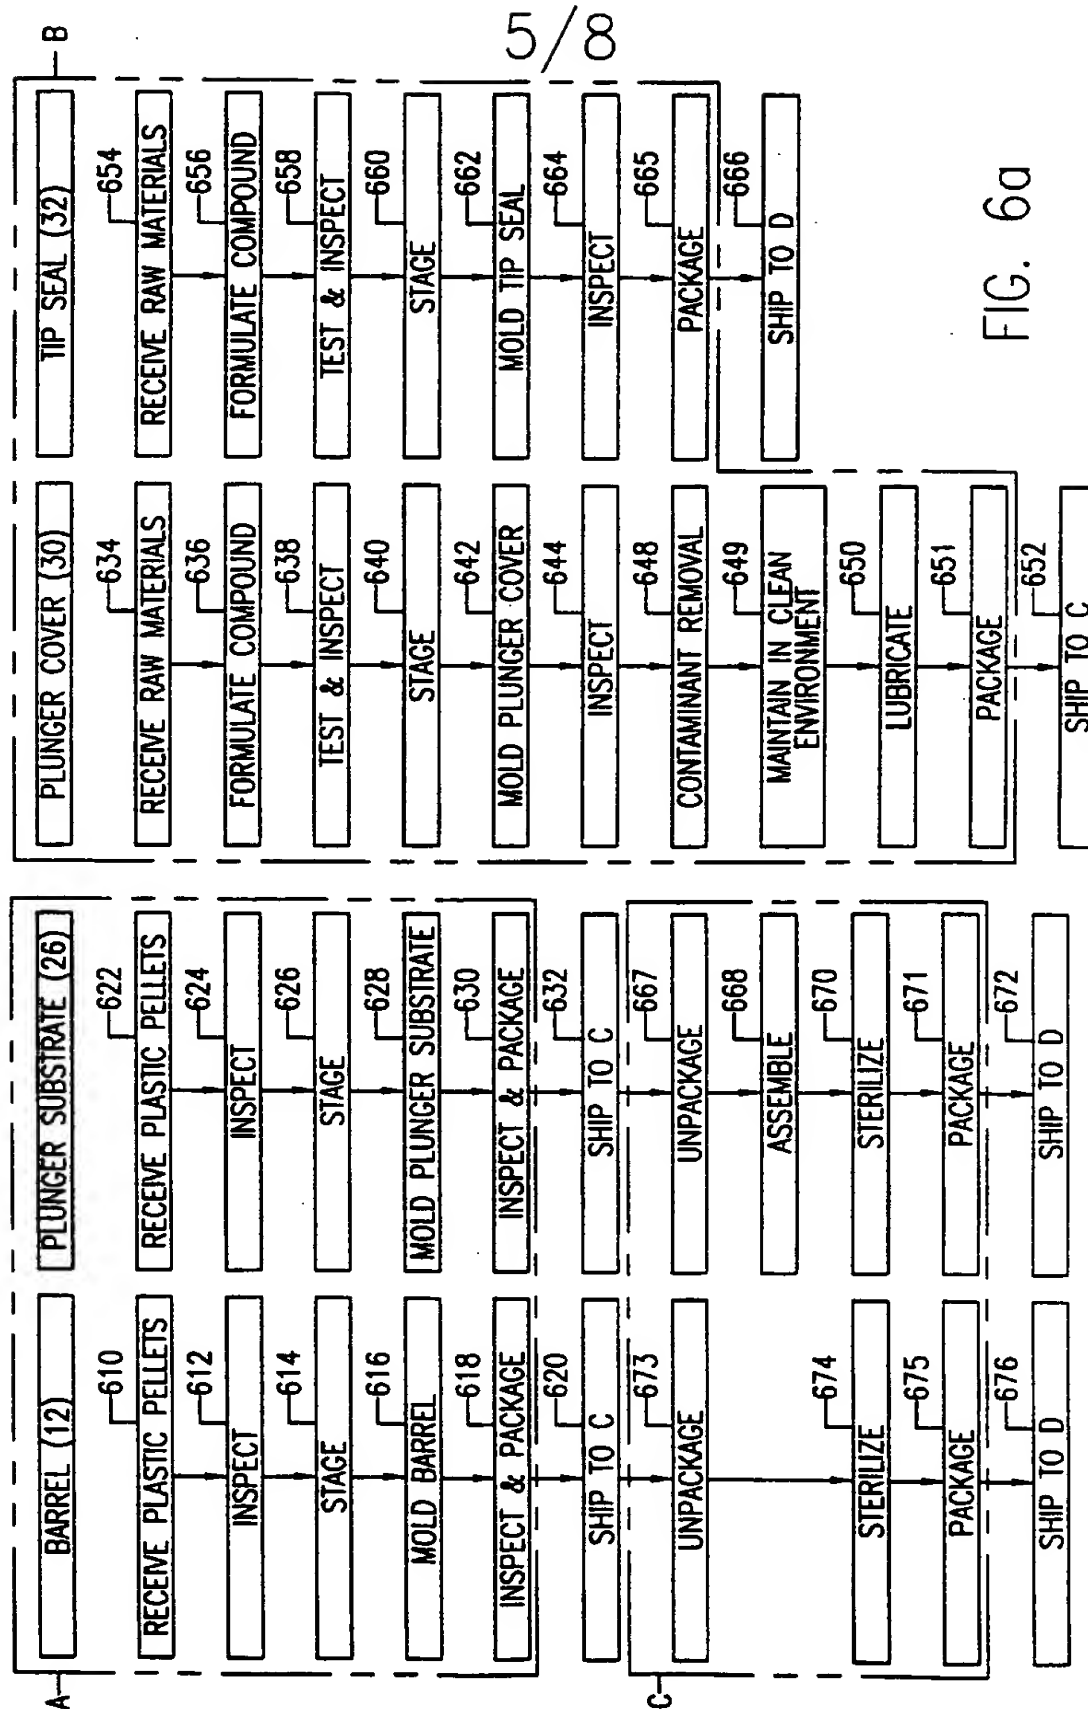 5/8
A
BARREL (12)
610
RECEIVE PLASTIC PELLETS
612
INSPECT
614
STAGE
616
MOLD BARREL
618
INSPECT & PACKAGE
620
SHIP TO C
C
673
UNPACKAGE
674
STERILIZE
675
PACKAGE
676
SHIP TO D
PLUNGER SUBSTRATE (26)
622
RECEIVE PLASTIC PELLETS
624
INSPECT
626
STAGE
628
MOLD PLUNGER SUBSTRATE
630
INSPECT & PACKAGE
632
SHIP TO C
667
UNPACKAGE
668
ASSEMBLE
670
STERILIZE
671
PACKAGE
672
SHIP TO D
B
PLUNGER COVER (30)
634
RECEIVE RAW MATERIALS
636
FORMULATE COMPOUND
638
TEST & INSPECT
640
STAGE
642
MOLD PLUNGER COVER
644
INSPECT
648
CONTAMINANT REMOVAL
649
MAINTAIN IN CLEAN
ENVIRONMENT
650
LUBRICATE
651
PACKAGE
652
SHIP TO C
TIP SEAL (32)
654
RECEIVE RAW MATERIALS
656
FORMULATE COMPOUND
658
TEST & INSPECT
660
STAGE
662
MOLD TIP SEAL
664
INSPECT
665
PACKAGE
666
SHIP TO D
FIG. 6a